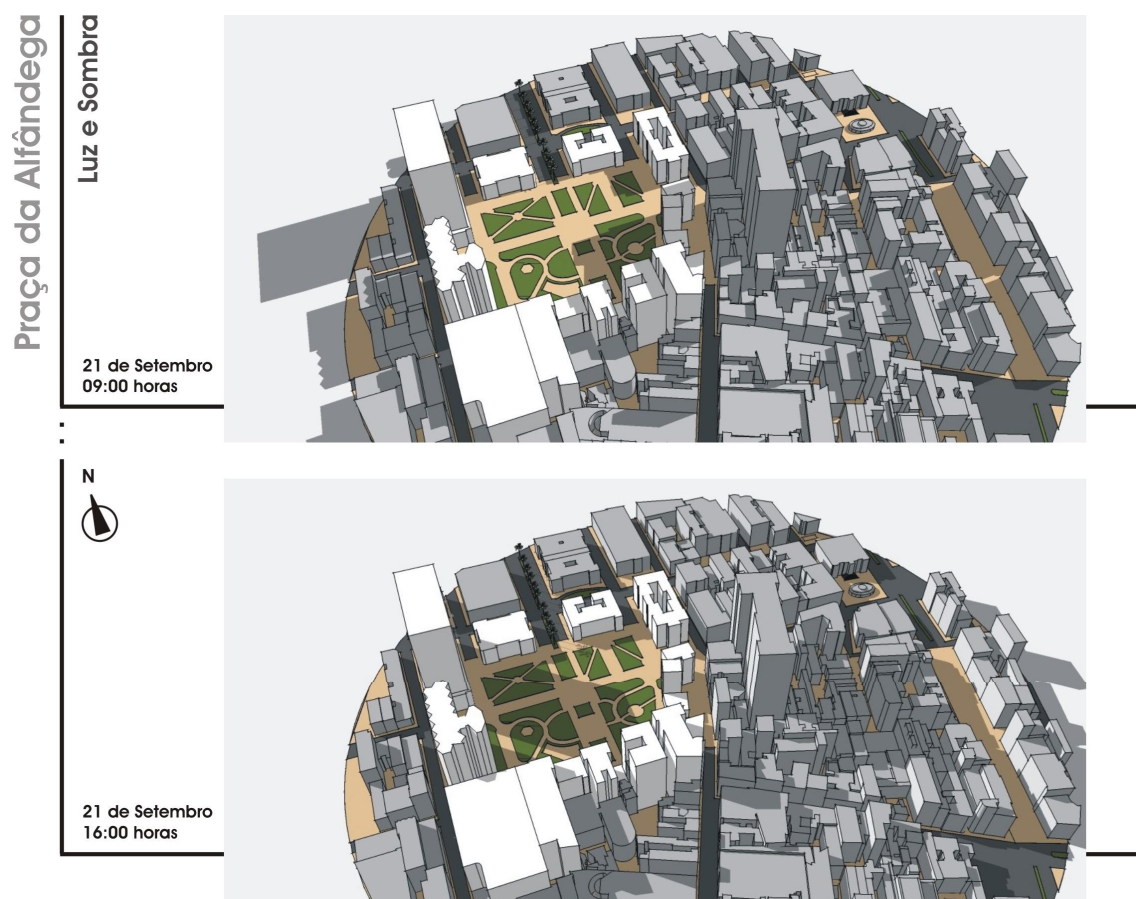 Praça da Alfândega
Luz e Sombra
21 de Setembro
09:00 horas
N
21 de Setembro
16:00 horas